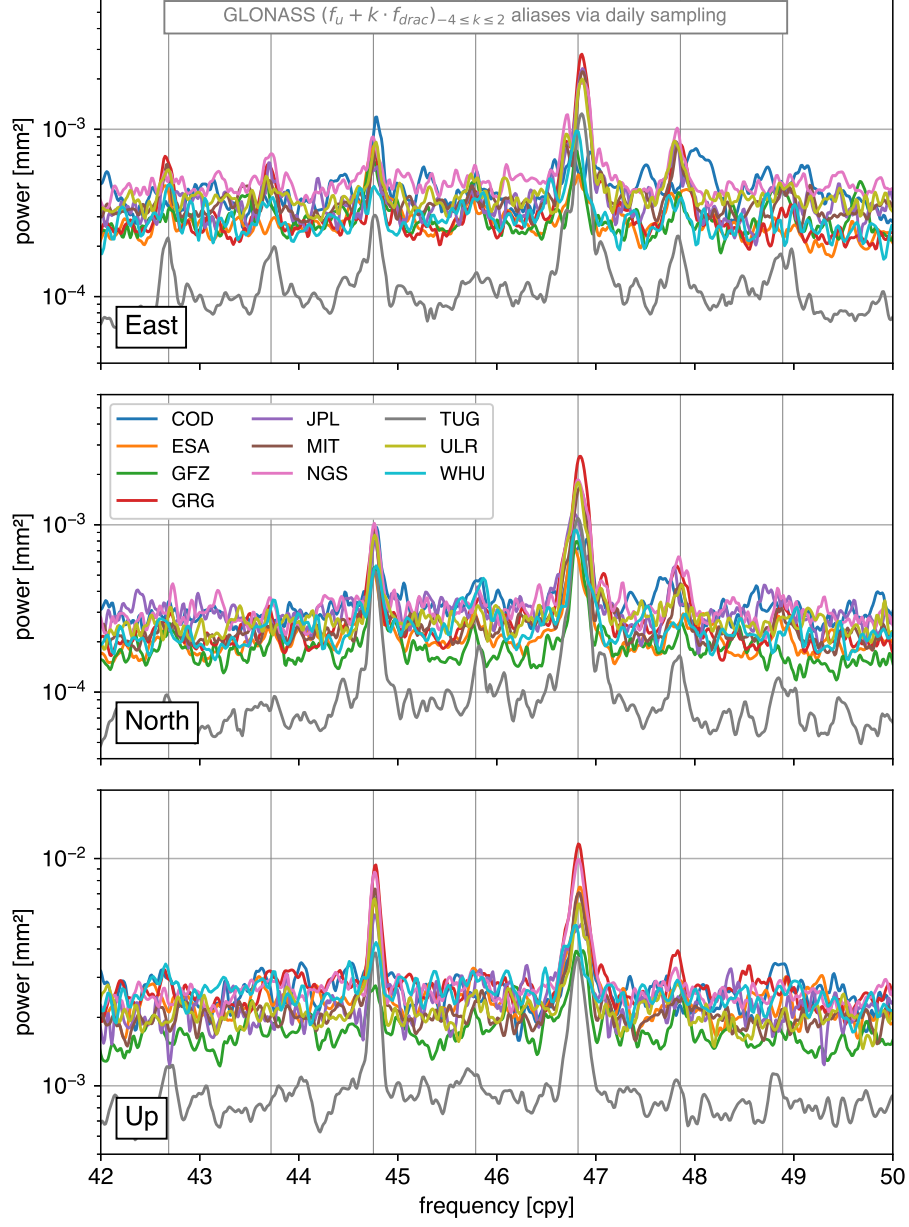 GLONASS (f_u + k · f_drac)_−4≤k≤2 aliases via daily sampling
power [mm²]
10⁻³
10⁻⁴
East
power [mm²]
10⁻³
10⁻⁴
COD JPL TUG
ESA MIT ULR
GFZ NGS WHU
GRG
North
power [mm²]
10⁻²
10⁻³
Up
42 43 44 45 46 47 48 49 50
frequency [cpy]